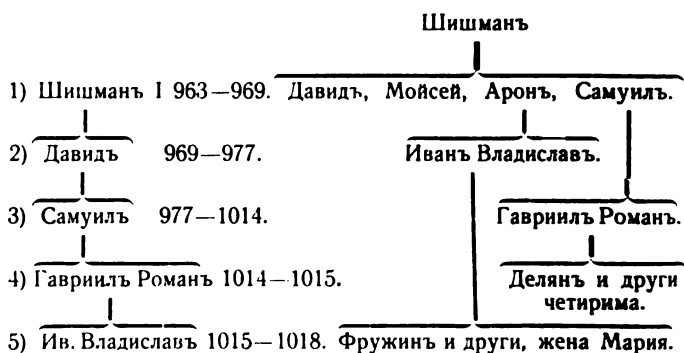 Шишманъ
1) Шишманъ I 963—969. Давидъ, Мойсей, Аронъ, Самуилъ.
2) Давидъ 969—977. Иванъ Владиславъ.
3) Самуилъ 977—1014. Гавриилъ Романъ.
4) Гавриилъ Романъ 1014—1015. Делянъ и други
четирима.
5) Ив. Владиславъ 1015—1018. Фружинъ и други, жена Мария.